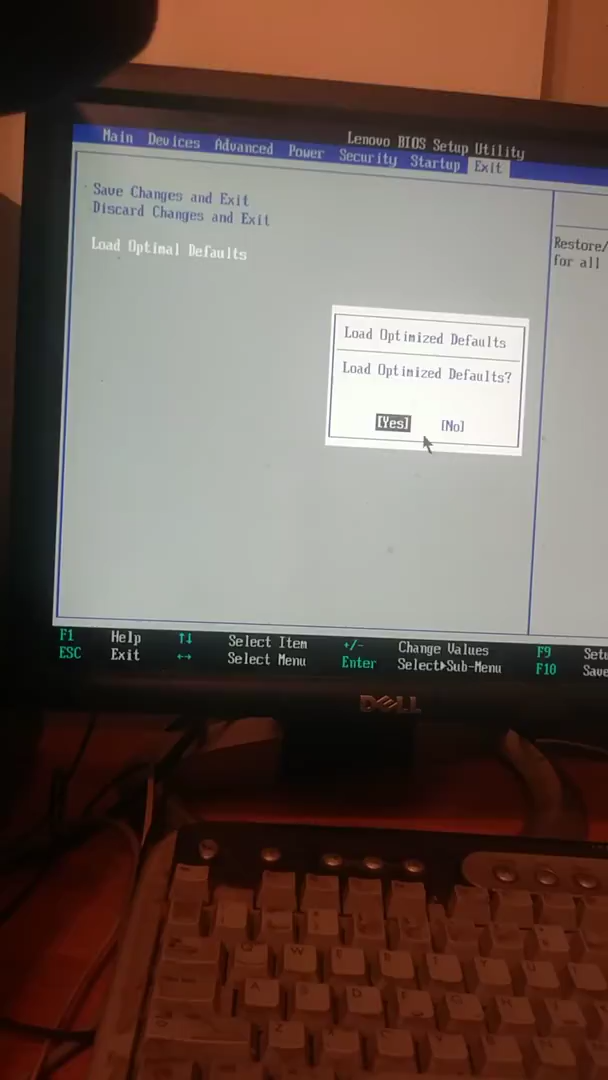 Lenovo BIOS Setup Utility
Main Devices Advanced Power Security Startup Exit
Save Changes and Exit
Discard Changes and Exit
Load Optimal Defaults
Restore/
for all
Load Optimized Defaults
Load Optimized Defaults?
[Yes] [No]
F1 Help ↑↓ Select Item +/- Change Values F9 Setu
ESC Exit ←→ Select Menu Enter Select▶Sub-Menu F10 Save
DELL